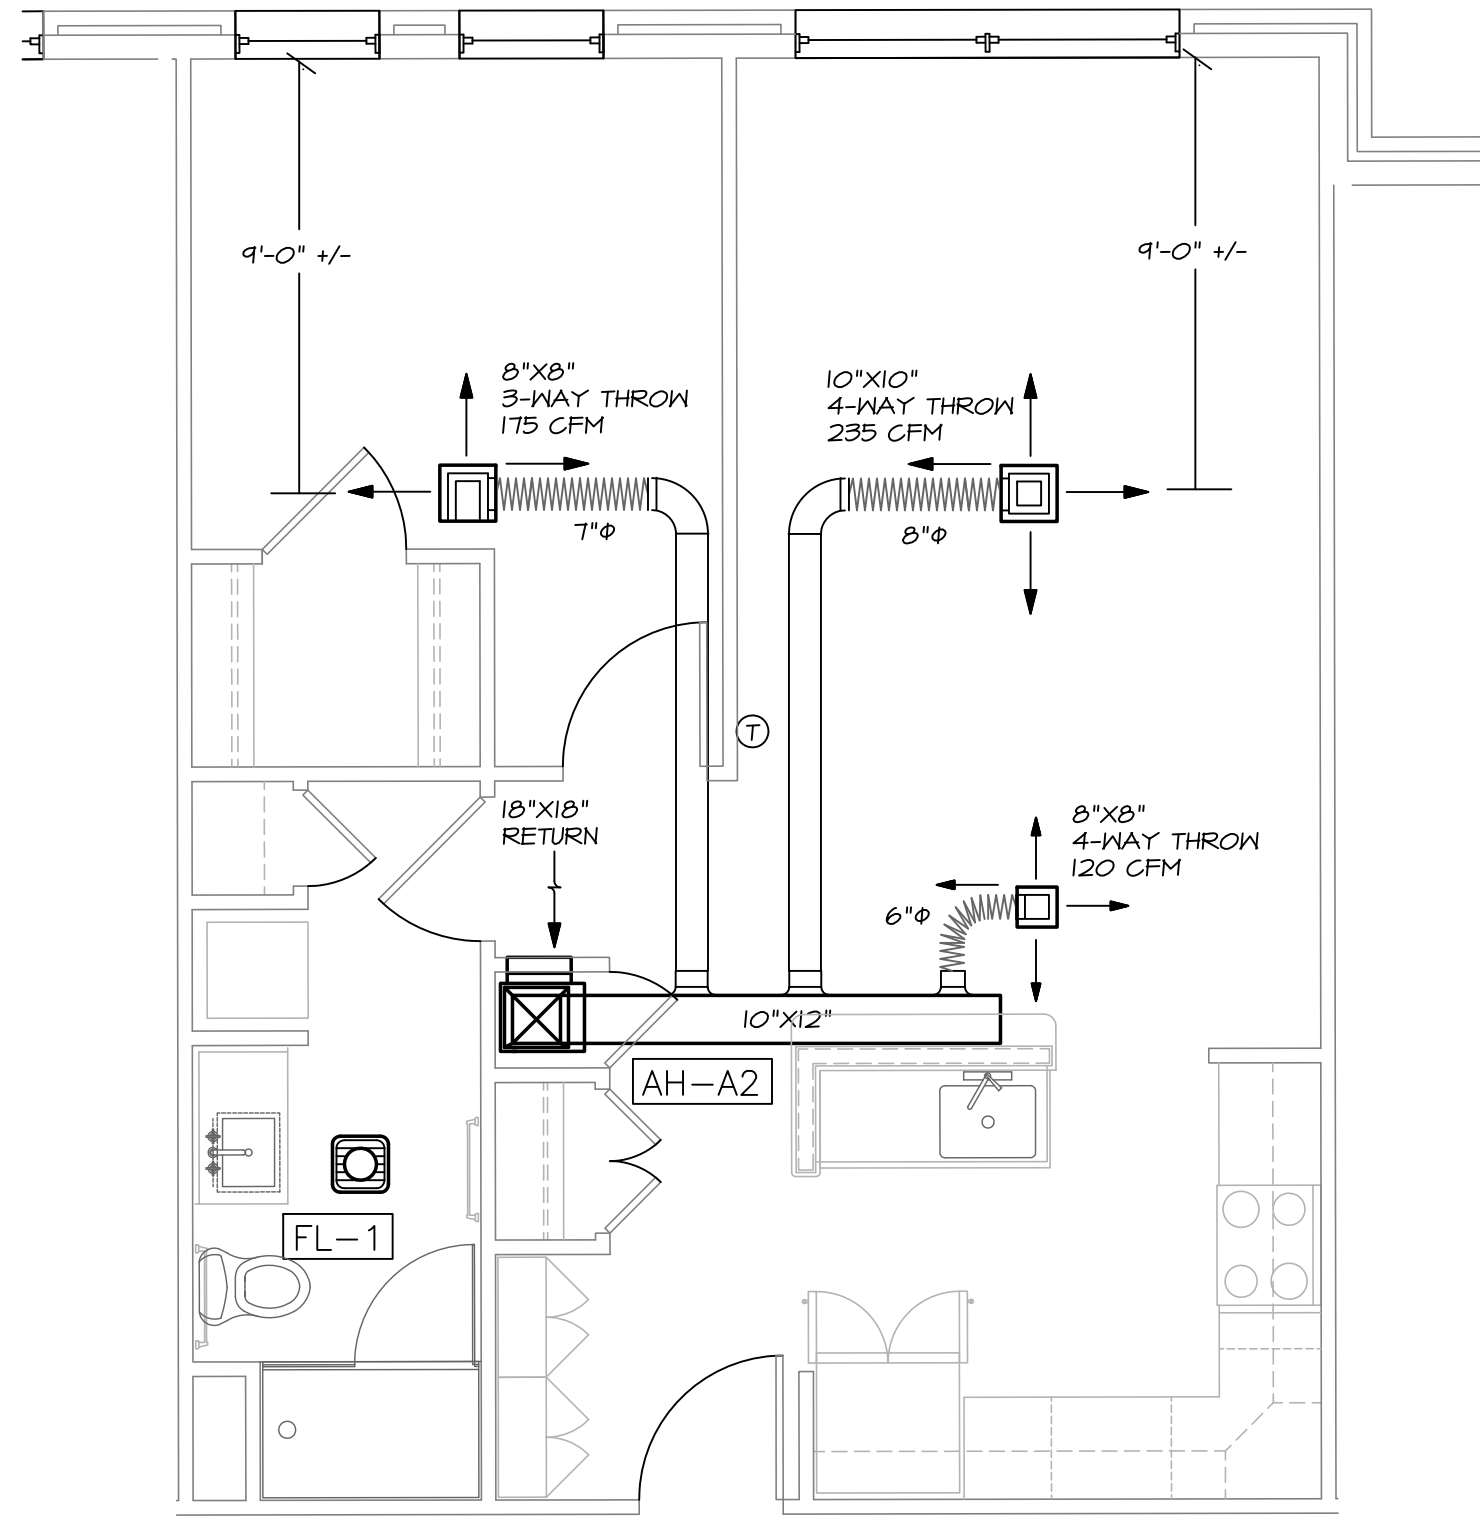 9'-0" +/-
9'-0" +/-
8"X8"
3-WAY THROW
175 CFM
10"X10"
4-WAY THROW
235 CFM
7"Φ
8"Φ
T
18"X18"
RETURN
8"X8"
4-WAY THROW
120 CFM
6"Φ
10"X12"
AH-A2
FL-1